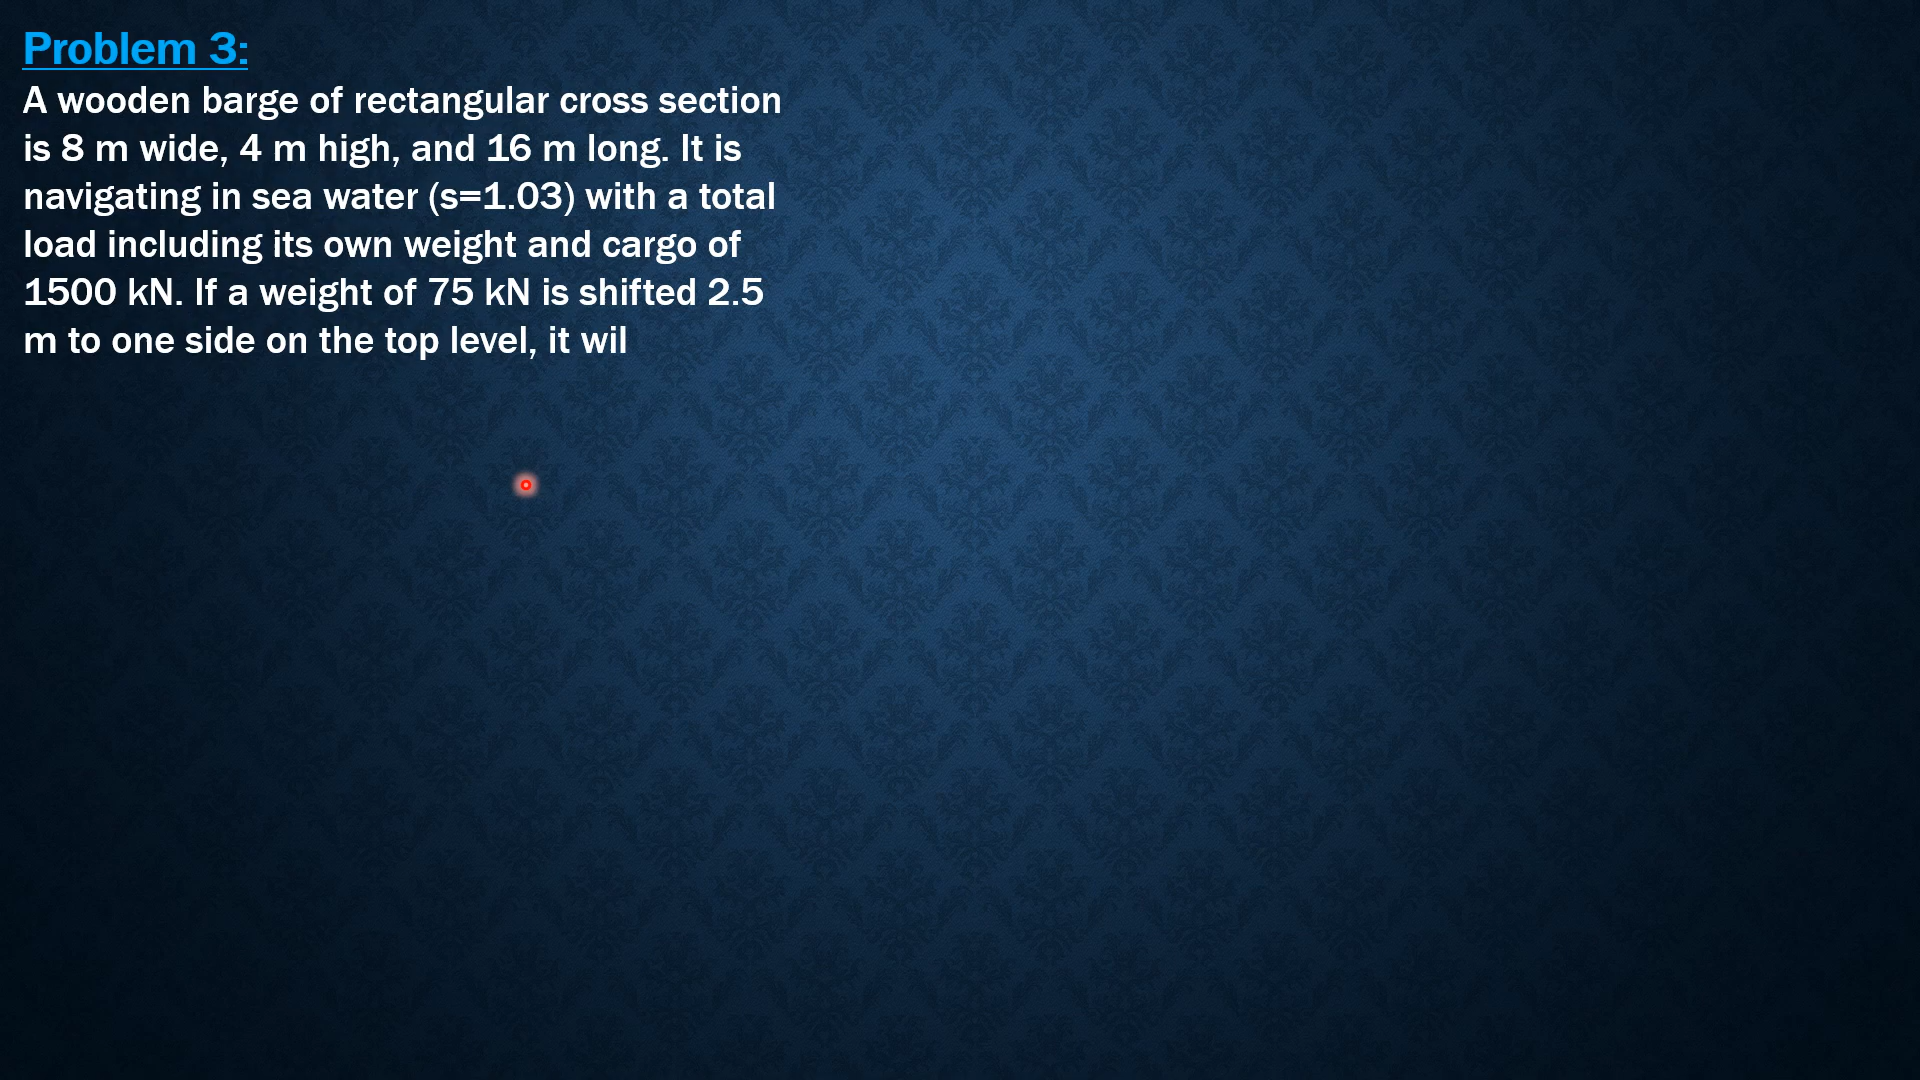 Problem 3:
A wooden barge of rectangular cross section
is 8 m wide, 4 m high, and 16 m long. It is
navigating in sea water (s=1.03) with a total
load including its own weight and cargo of
1500 kN. If a weight of 75 kN is shifted 2.5
m to one side on the top level, it wil